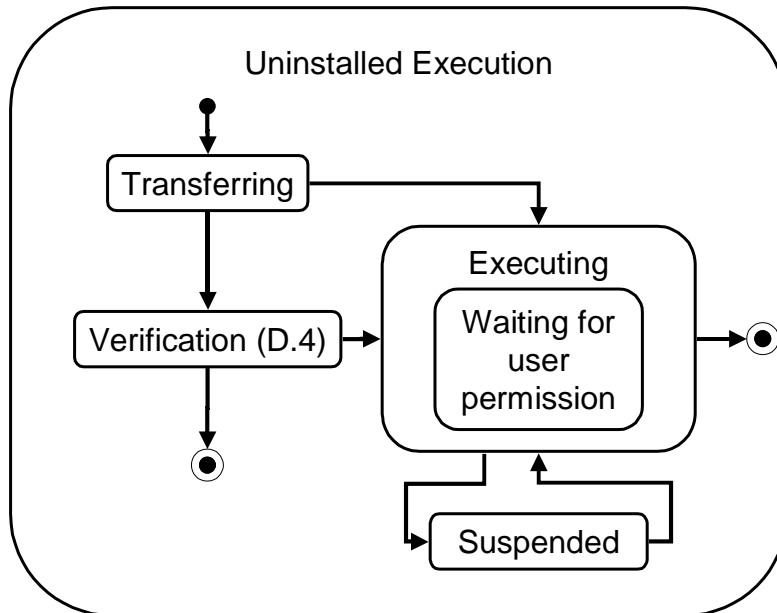 Uninstalled Execution
Transferring
Executing
Waiting for
user
permission
Verification (D.4)
Suspended